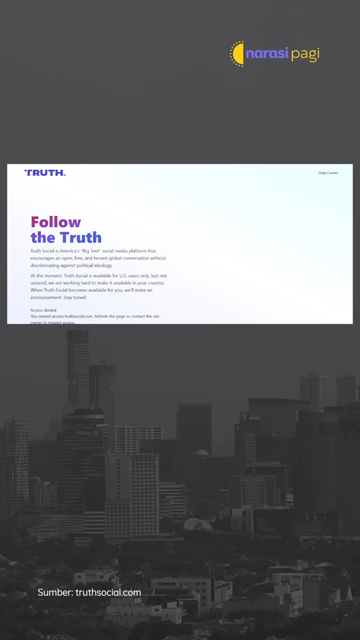 narasi pagi
TRUTH.
Help Center
Follow
the Truth
Truth Social is America's "Big Tent" social media platform that
encourages an open, free, and honest global conversation without
discriminating against political ideology.
At the moment, Truth Social is available for U.S. users only, but rest
assured, we are working hard to make it available in your country.
When Truth Social becomes available for you, we'll make an
announcement. Stay tuned!
Access denied
You cannot access truthsocial.com. Refresh the page or contact the site
owner to request access.
Sumber: truthsocial.com